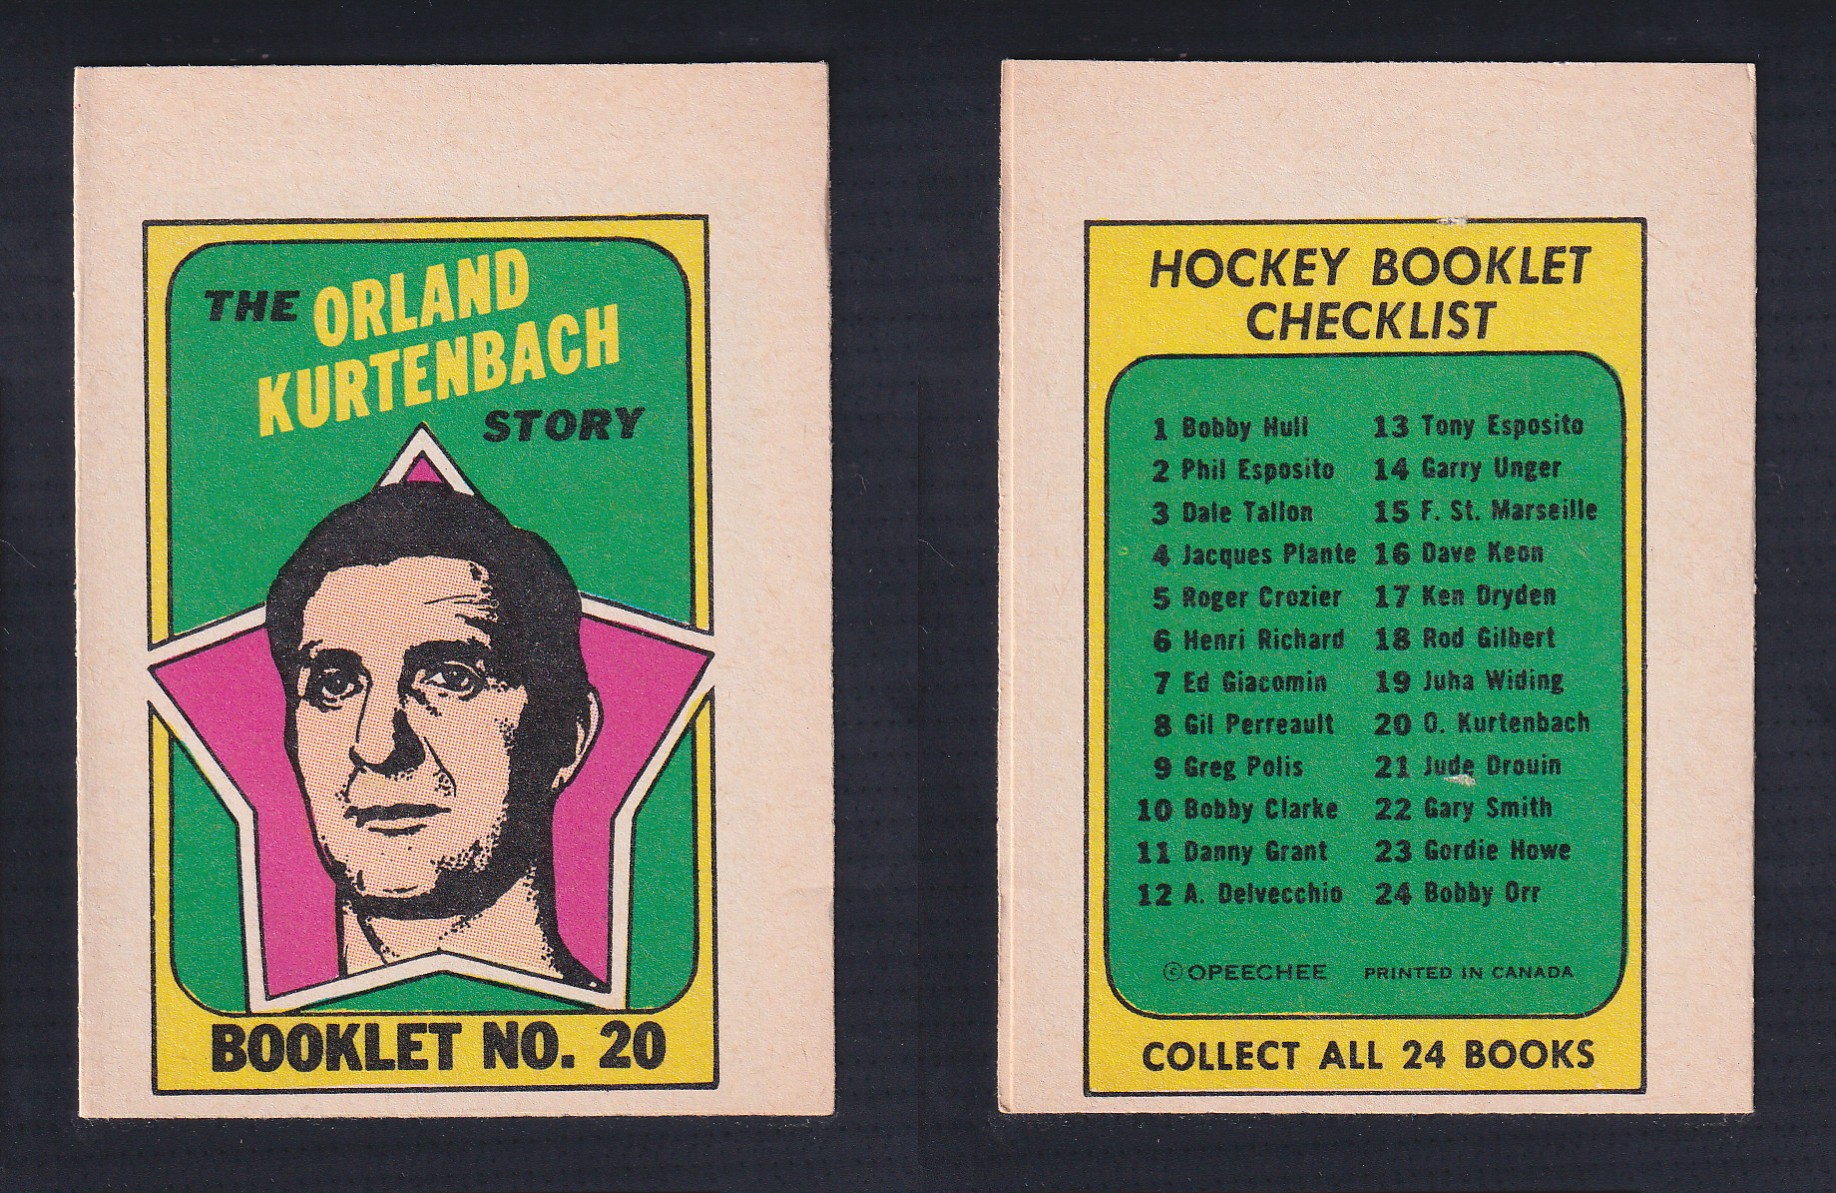 THE ORLAND
KURTENBACH
STORY
BOOKLET NO. 20
HOCKEY BOOKLET
CHECKLIST
1 Bobby Hull
2 Phil Esposito
3 Dale Tallon
4 Jacques Plante
5 Roger Crozier
6 Henri Richard
7 Ed Giacomin
8 Gil Perreault
9 Greg Polis
10 Bobby Clarke
11 Danny Grant
12 A. Delvecchio
13 Tony Esposito
14 Garry Unger
15 F. St. Marseille
16 Dave Keon
17 Ken Dryden
18 Rod Gilbert
19 Juha Widing
20 O. Kurtenbach
21 Jude Drouin
22 Gary Smith
23 Gordie Howe
24 Bobby Orr
© OPEECHEE PRINTED IN CANADA
COLLECT ALL 24 BOOKS